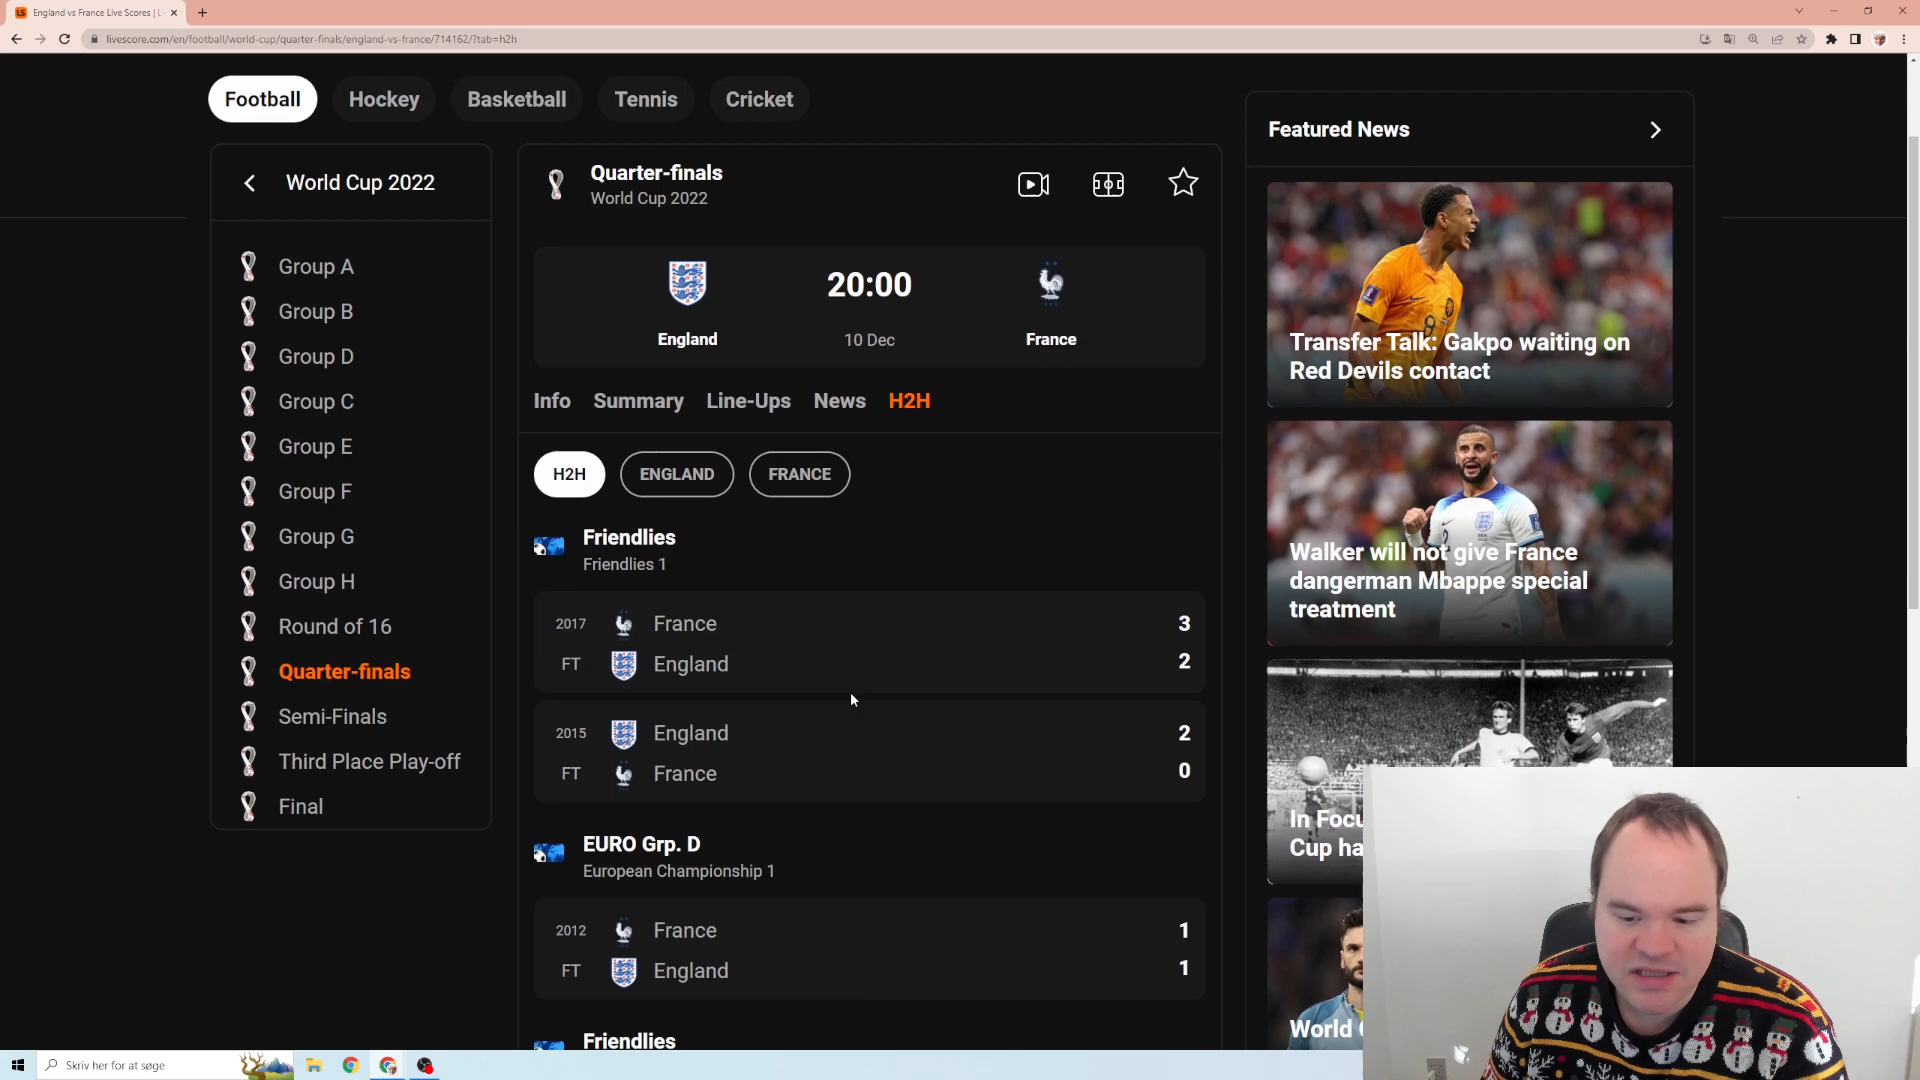 England vs France Live Scores | L
livescore.com/en/football/world-cup/quarter-finals/england-vs-france/714162/?tab=h2h
Football
Hockey
Basketball
Tennis
Cricket
World Cup 2022
Group A
Group B
Group D
Group C
Group E
Group F
Group G
Group H
Round of 16
Quarter-finals
Semi-Finals
Third Place Play-off
Final
Quarter-finals
World Cup 2022
England
20:00
10 Dec
France
Info
Summary
Line-Ups
News
H2H
H2H
ENGLAND
FRANCE
Friendlies
Friendlies 1
2017 France 3
FT England 2
2015 England 2
FT France 0
EURO Grp. D
European Championship 1
2012 France 1
FT England 1
Friendlies
Featured News
Transfer Talk: Gakpo waiting on
Red Devils contact
Walker will not give France
dangerman Mbappe special
treatment
In Focu
Cup ha
World
Skriv her for at søge